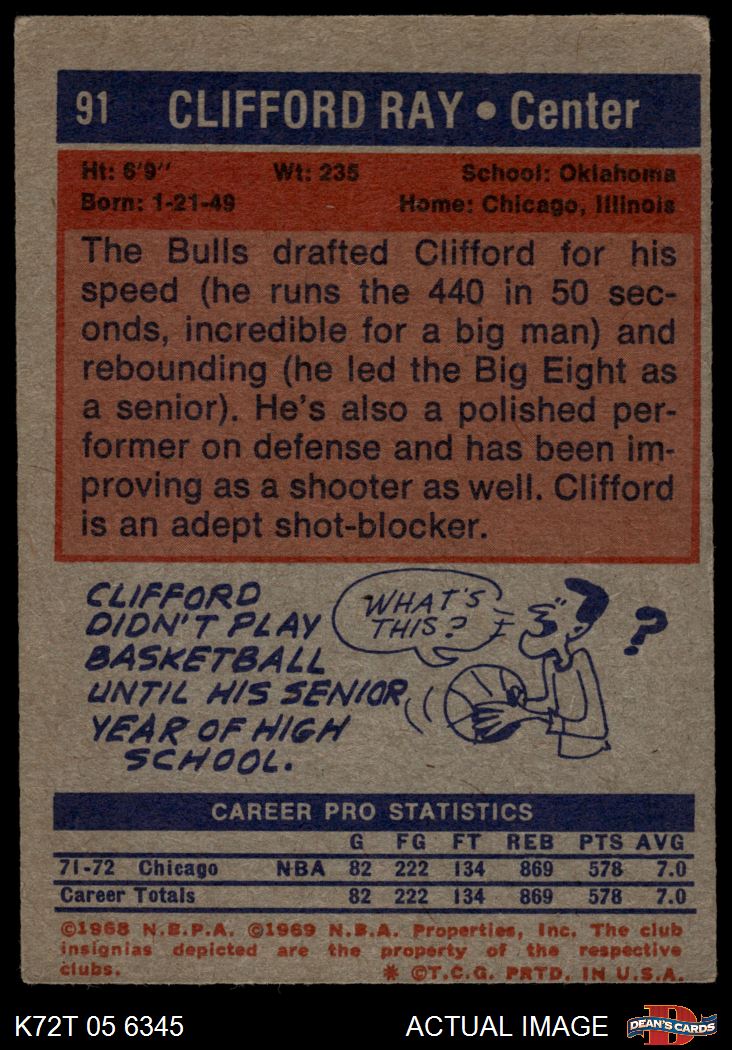 91 CLIFFORD RAY • Center
Ht: 6'9" Wt: 235 School: Oklahoma
Born: 1-21-49 Home: Chicago, Illinois
The Bulls drafted Clifford for his
speed (he runs the 440 in 50 sec-
onds, incredible for a big man) and
rebounding (he led the Big Eight as
a senior). He's also a polished per-
former on defense and has been im-
proving as a shooter as well. Clifford
is an adept shot-blocker.
CLIFFORD
DIDN'T PLAY
BASKETBALL
UNTIL HIS SENIOR
YEAR OF HIGH
SCHOOL.
WHAT'S
THIS?
?
CAREER PRO STATISTICS
G FG FT REB PTS AVG
71-72 Chicago NBA 82 222 134 869 578 7.0
Career Totals 82 222 134 869 578 7.0
©1968 N.B.P.A. ©1969 N.B.A. Properties, Inc. The club
insignias depicted are the property of the respective
clubs. * ©T.C.G. PRTD. IN U.S.A.
K72T 05 6345 ACTUAL IMAGE
D
DEAN'S CARDS